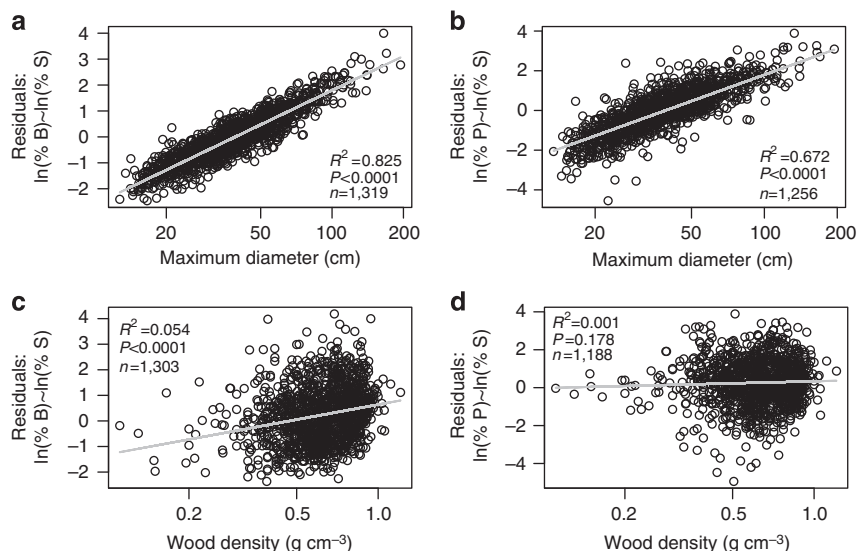 a
4
3
2
1
0
−1
−2
Residuals:
ln(% B)~ln(% S)
R²=0.825
P<0.0001
n=1,319
20 50 100 200
Maximum diameter (cm)
b
4
2
0
−2
−4
Residuals:
ln(% P)~ln(% S)
R²=0.672
P<0.0001
n=1,256
20 50 100 200
Maximum diameter (cm)
c
4
3
2
1
0
−1
−2
Residuals:
ln(% B)~ln(% S)
R²=0.054
P<0.0001
n=1,303
0.2 0.5 1.0
Wood density (g cm⁻³)
d
4
2
0
−2
−4
Residuals:
ln(% P)~ln(% S)
R²=0.001
P=0.178
n=1,188
0.2 0.5 1.0
Wood density (g cm⁻³)